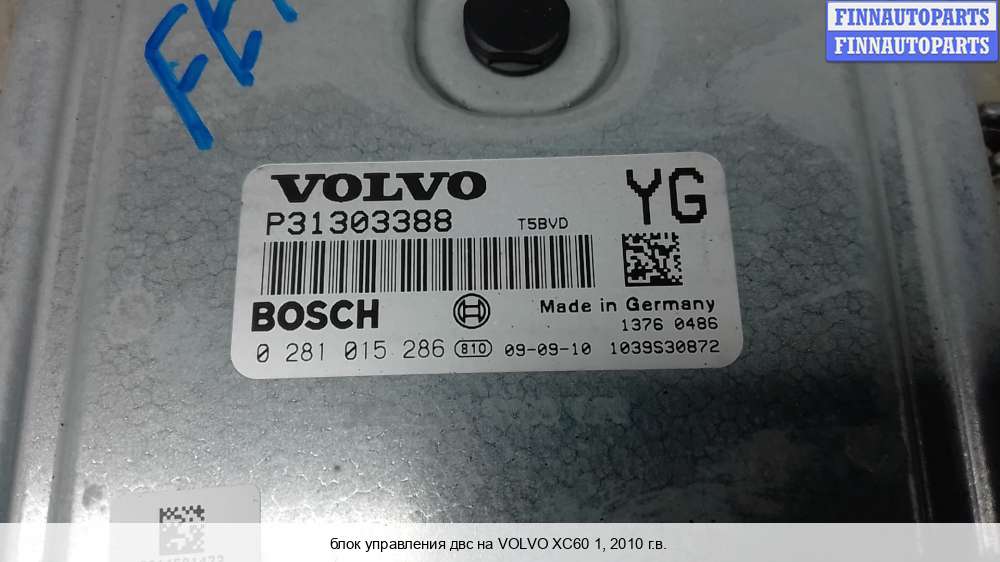 FINNAUTOPARTS
FINNAUTOPARTS
VOLVO
YG
P31303388
T5BVD
BOSCH
Made in Germany
1376 0486
0 281 015 286 810 09-09-10 1039S30872
блок управления двс на VOLVO XC60 1, 2010 г.в.